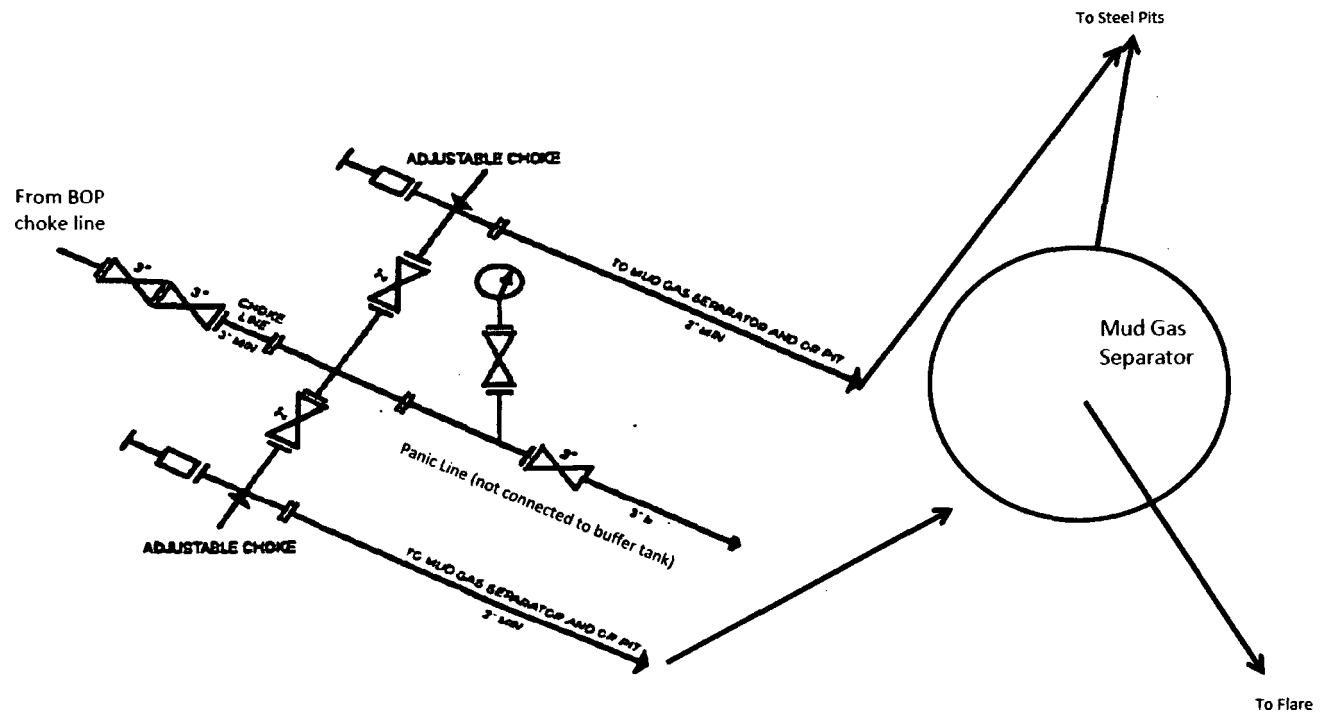 To Steel Pits
ADJUSTABLE CHOKE
From BOP
choke line
3"
3"
CHOKE
LINE
3" MIN
TO MUD GAS SEPARATOR AND OR PIT
3" MIN
Mud Gas
Separator
Panic Line (not connected to buffer tank)
3"
3"
ADJUSTABLE CHOKE
TO MUD GAS SEPARATOR AND OR PIT
3" MIN
To Flare